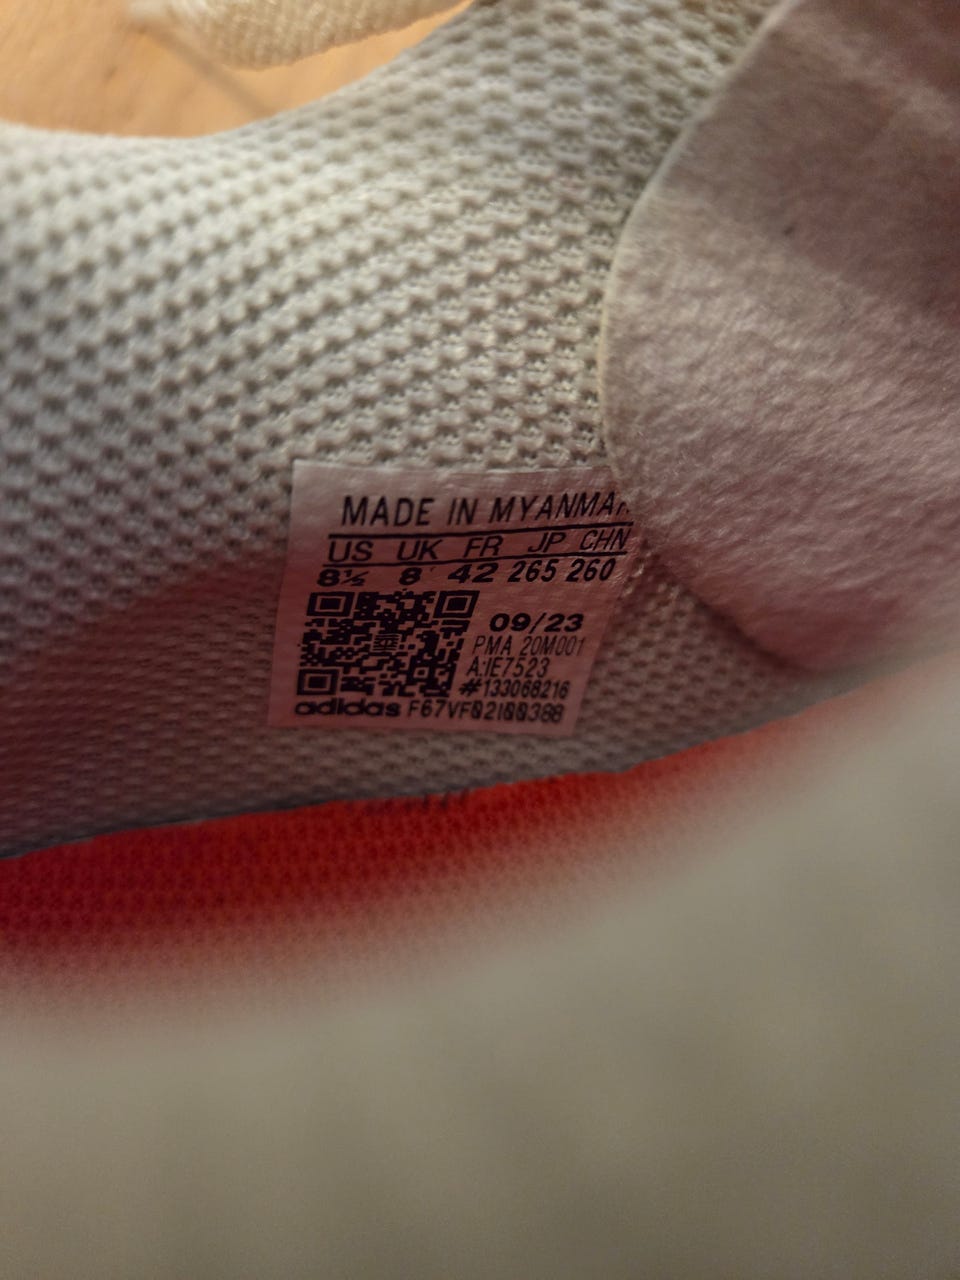 MADE IN MYANMAR
US UK FR JP CHN
8½ 8 42 265 260
09/23
PMA 20M001
A:IE7523
#133068216
adidas F67VF02I00388